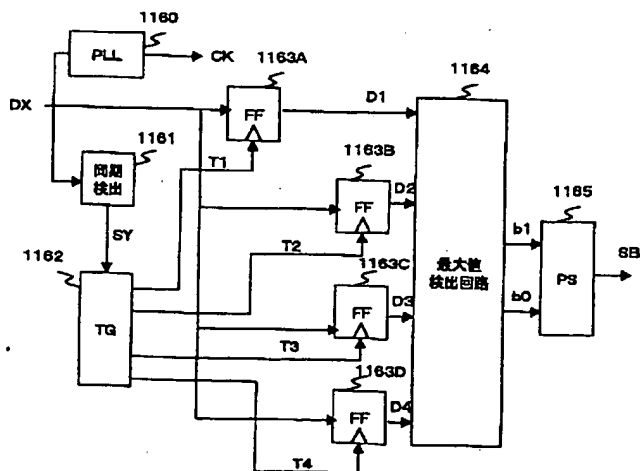 1160
PLL
CK
1163A
1164
DX
FF
D1
1161
同期
検出
T1
1163B
D2
FF
1165
SY
b1
1162
T2
1163C
最大値
検出回路
PS
SB
TG
FF
D3
b0
T3
1163D
FF
D4
T4